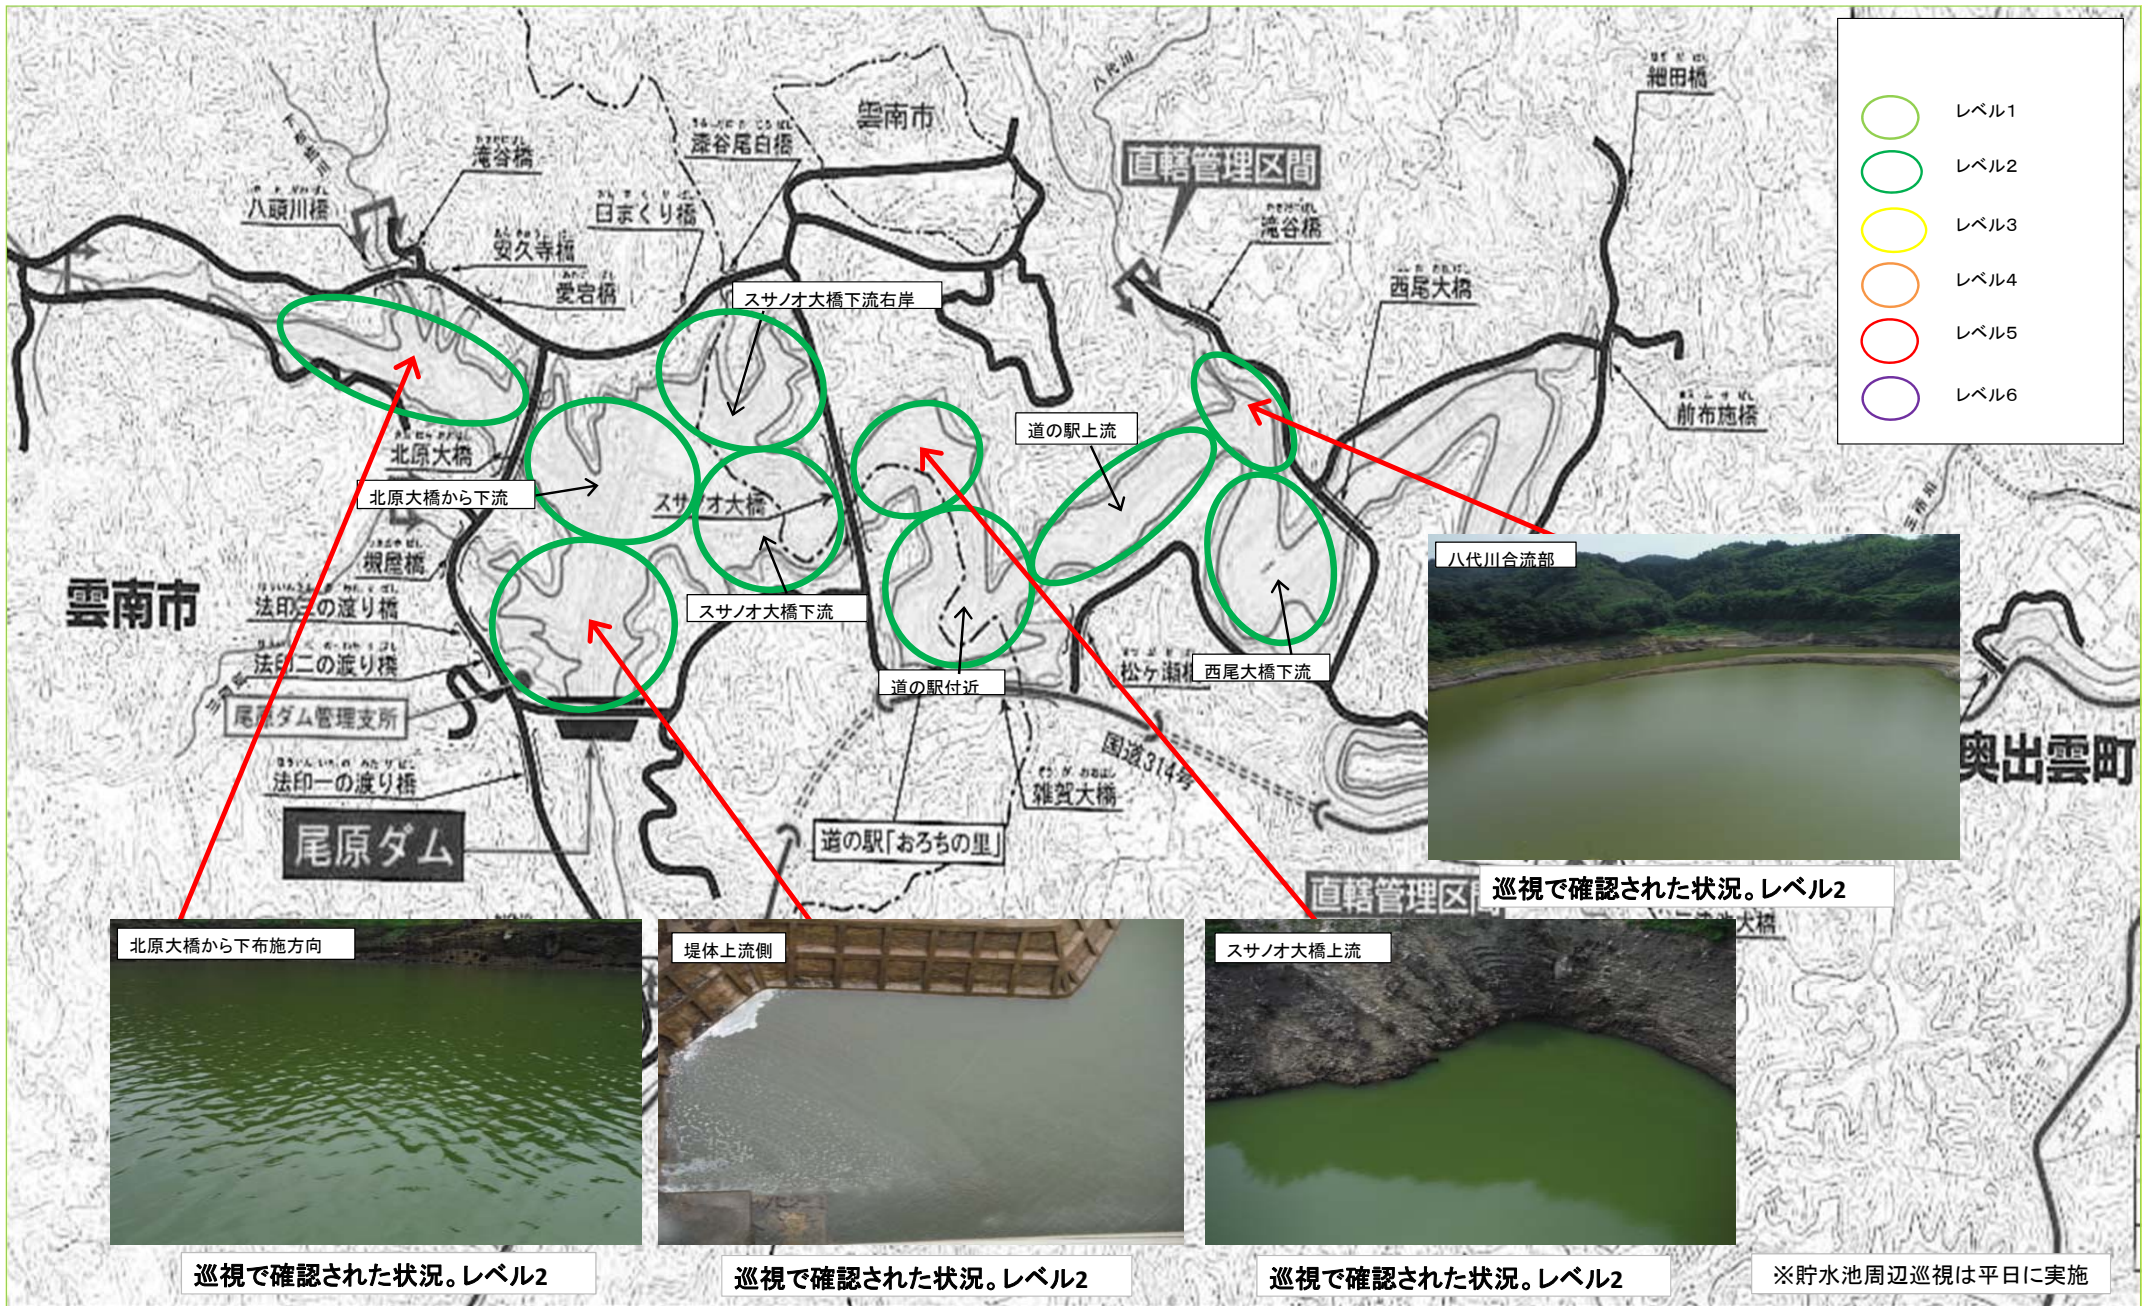 レベル1
レベル2
レベル3
レベル4
レベル5
レベル6
雲南市
八代川
細田橋
漆谷尾白橋
滝谷橋
直轄管理区間
八頭川橋
日まくり橋
滝谷橋
安久寺橋
愛宕橋
西尾大橋
スサノオ大橋下流右岸
前布施橋
道の駅上流
北原大橋
北原大橋から下流
スサノオ大橋
槻屋橋
八代川合流部
雲南市
法印三の渡り橋
スサノオ大橋下流
法印二の渡り橋
松ヶ瀬橋
西尾大橋下流
道の駅付近
尾原ダム管理支所
国道314号
奥出雲町
法印一の渡り橋
雑賀大橋
尾原ダム
道の駅「おろちの里」
直轄管理区間
巡視で確認された状況。レベル2
大橋
北原大橋から下布施方向
堤体上流側
スサノオ大橋上流
巡視で確認された状況。レベル2
巡視で確認された状況。レベル2
巡視で確認された状況。レベル2
※貯水池周辺巡視は平日に実施